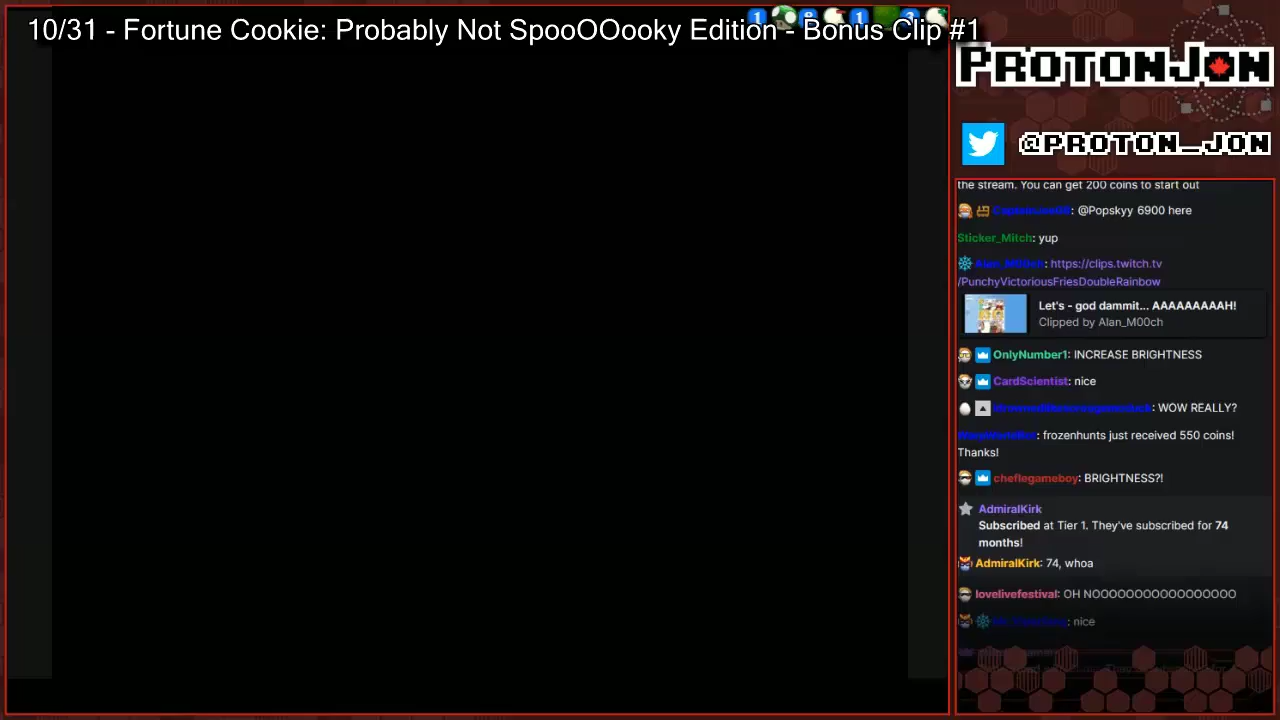 10/31 - Fortune Cookie: Probably Not SpooOOooky Edition - Bonus Clip #1
PROTONJON
@PROTON_JON
the stream. You can get 200 coins to start out
: @Popskyy 6900 here
Sticker_Mitch: yup
Alan_M00ch: https://clips.twitch.tv
/PunchyVictoriousFriesDoubleRainbow
Let's - god dammit... AAAAAAAAAH!
Clipped by Alan_M00ch
OnlyNumber1: INCREASE BRIGHTNESS
CardScientist: nice
: WOW REALLY?
: frozenhunts just received 550 coins!
Thanks!
cheflegameboy: BRIGHTNESS?!
AdmiralKirk
Subscribed at Tier 1. They've subscribed for 74
months!
AdmiralKirk: 74, whoa
lovelivefestival: OH NOOOOOOOOOOOOOOOOO
: nice